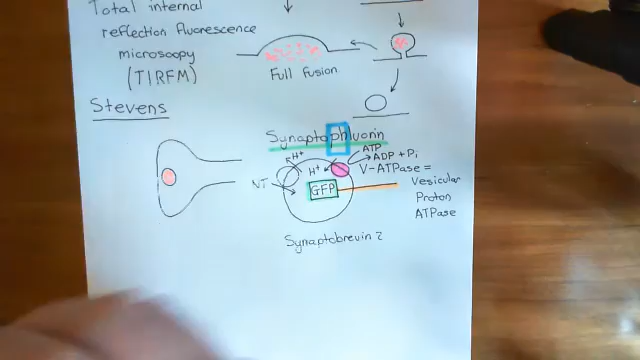 Total internal
reflection fluorescence
microscopy
(TIRFM)
Full fusion
Stevens
Synaptophluorin
ATP
ADP + Pi
H+
H+
V-ATPase =
NT
GFP
Vesicular
Proton
ATPase
Synaptobrevin 2